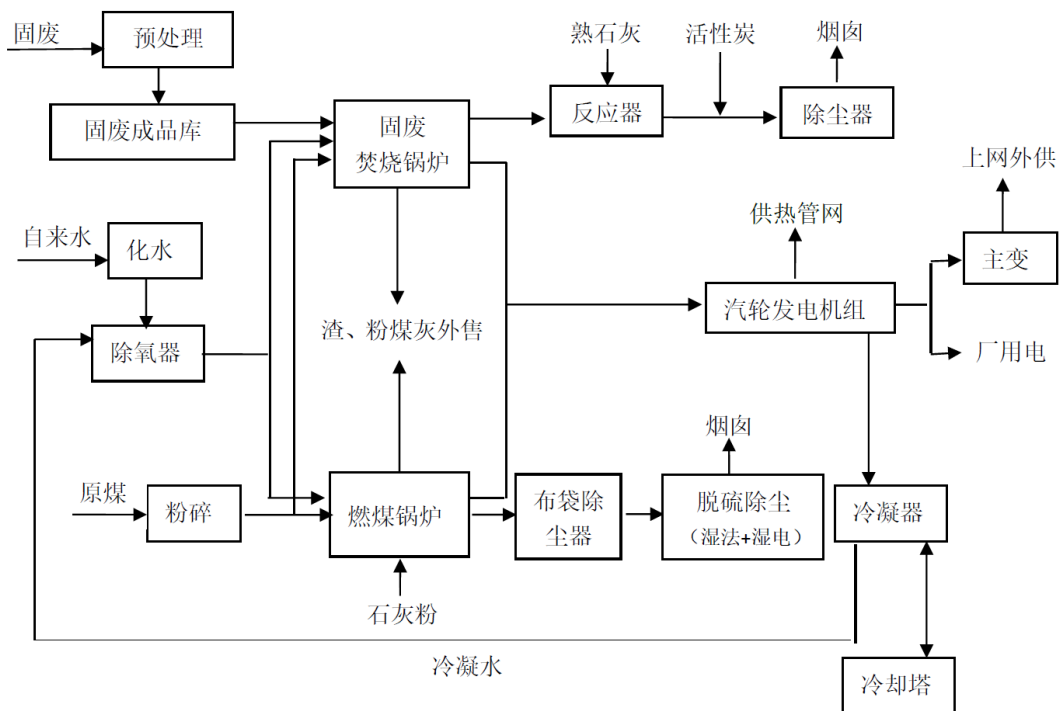 固废
预处理
固废成品库
熟石灰
活性炭
烟囱
反应器
除尘器
固废
焚烧锅炉
上网外供
供热管网
自来水
化水
主变
汽轮发电机组
渣、粉煤灰外售
除氧器
厂用电
烟囱
原煤
粉碎
燃煤锅炉
布袋除
尘器
脱硫除尘
（湿法+湿电）
冷凝器
石灰粉
冷凝水
冷却塔